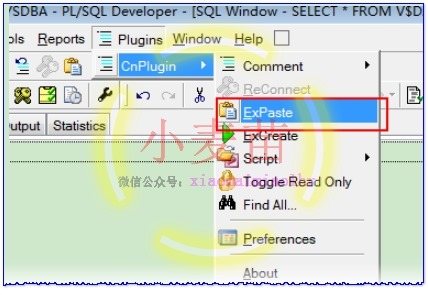 /SDBA - PL/SQL Developer - [SQL Window - SELECT * FROM V$D
ols Reports Plugins Window Help
CnPlugin
Comment
ReConnect
ExPaste
ExCreate
Script
Toggle Read Only
Find All...
Preferences
About
utput Statistics
小麦苗
微信公众号：